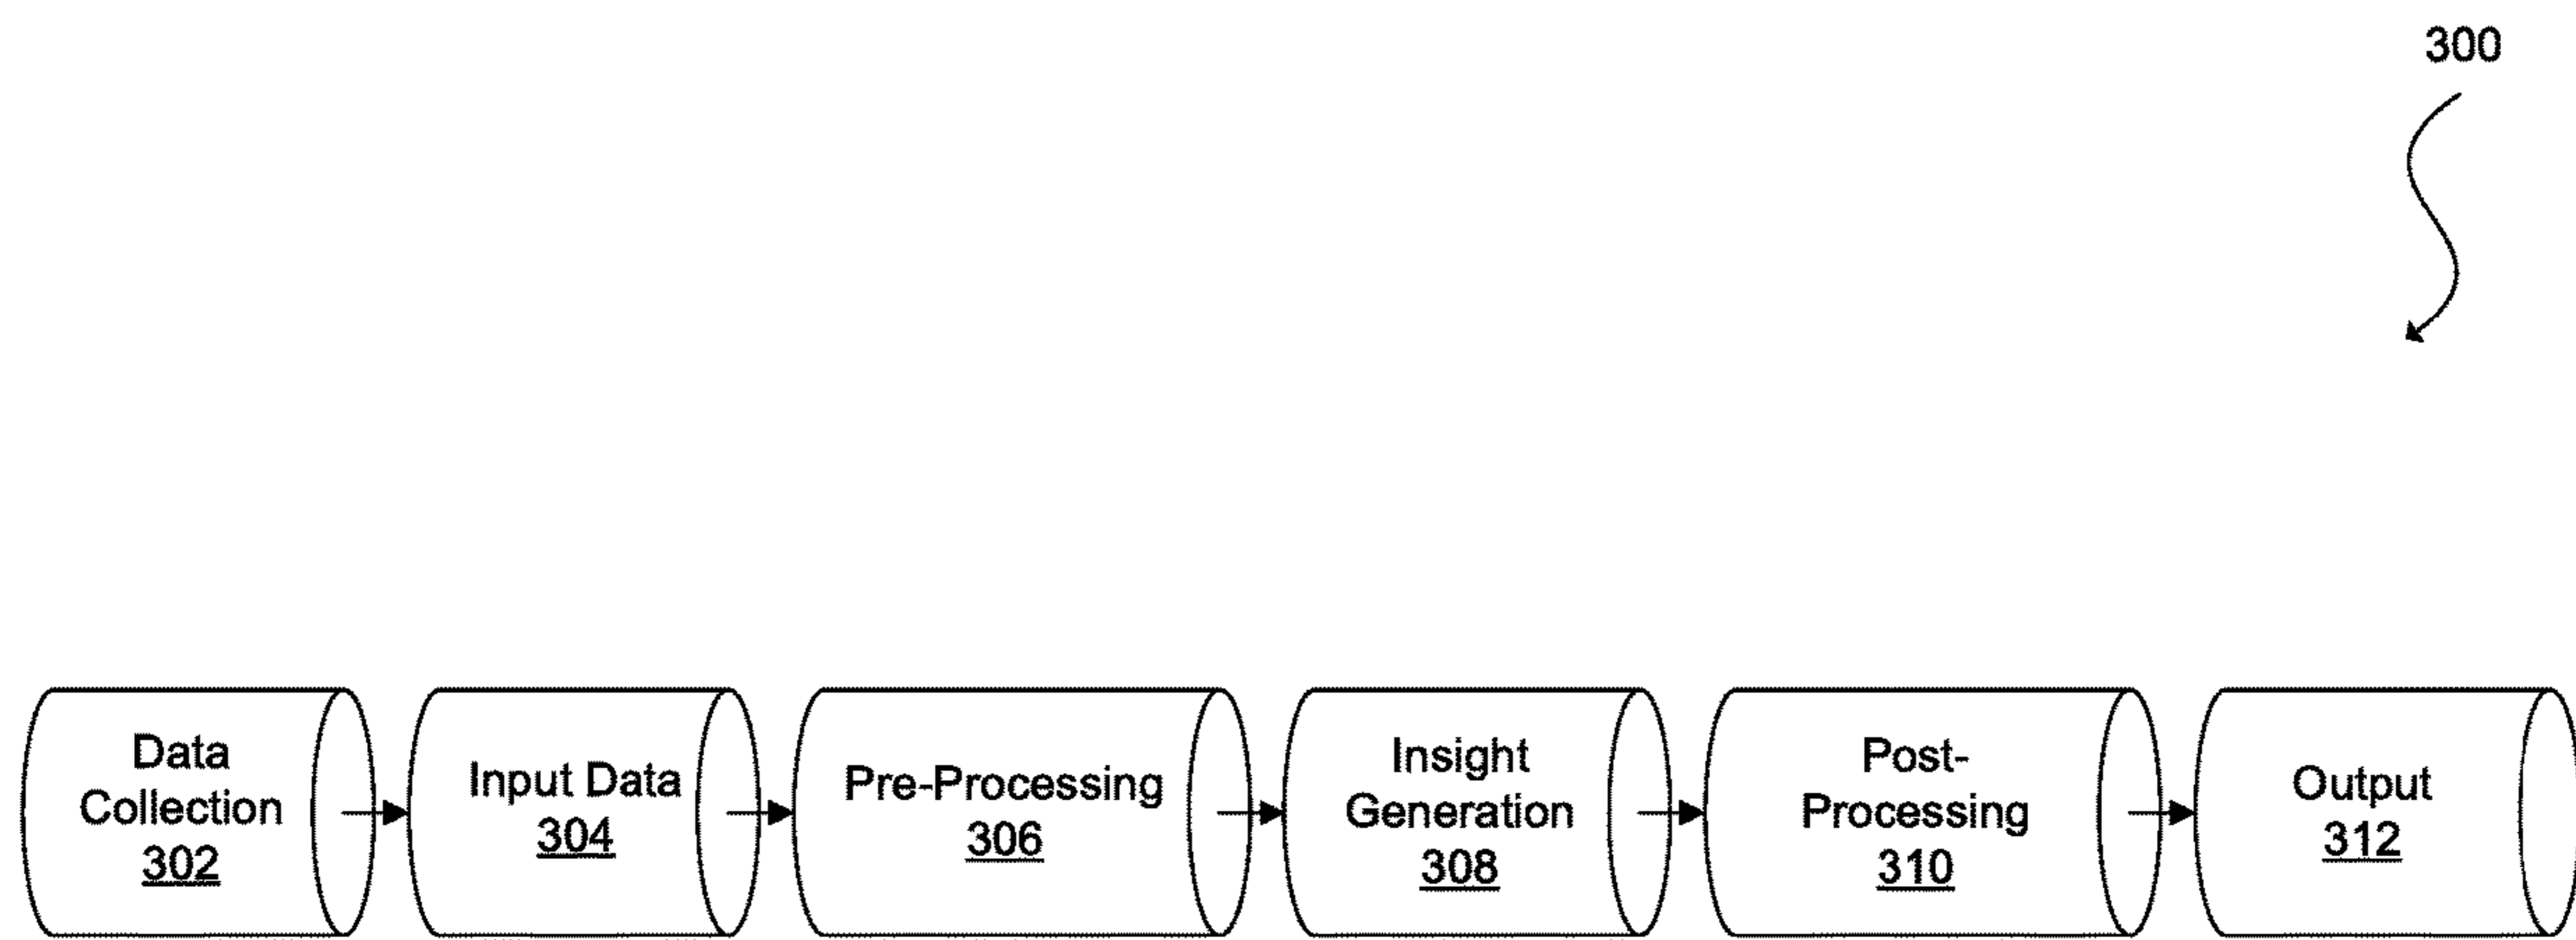 300
Data
Collection
302
Input Data
304
Pre-Processing
306
Insight
Generation
308
Post-
Processing
310
Output
312